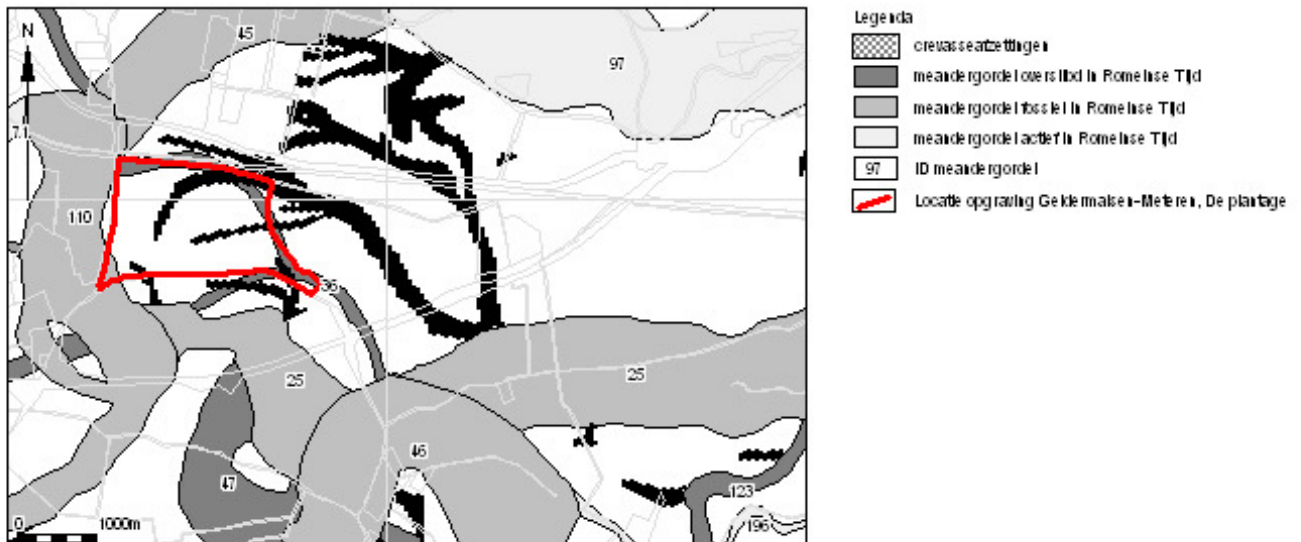 N
45
97
7.1
110
36
25
25
46
47
123
196
0 1000m
Legenda
crevasseafzettingen
meandergordel overslibd in Romeinse Tijd
meandergordel fossiel in Romeinse Tijd
meandergordel actief in Romeinse Tijd
97 ID meandergordel
Locatie opgraving Geldermalsen-Meteren, De plantage